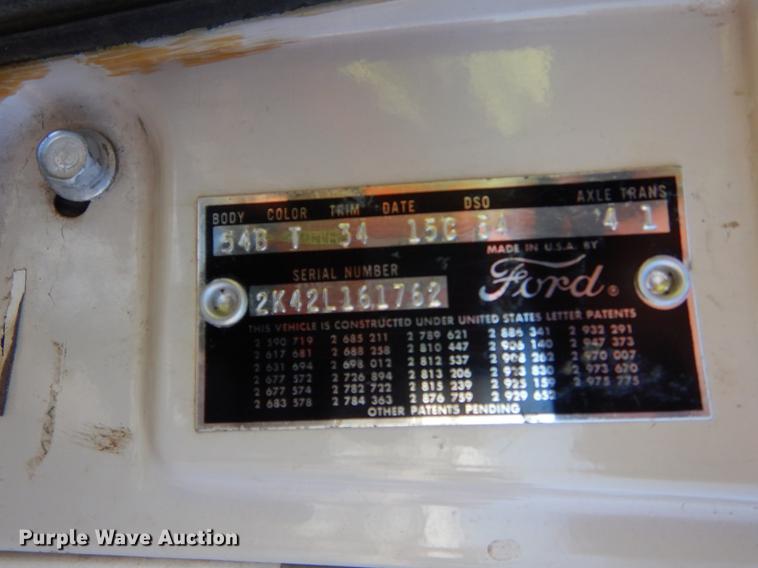 BODY COLOR TRIM DATE DSO AXLE TRANS
54B T 34 15C 24 4 1
MADE IN U.S.A. BY
Ford®
SERIAL NUMBER
2K42L161762
THIS VEHICLE IS CONSTRUCTED UNDER UNITED STATES LETTER PATENTS
2 590 719 2 685 211 2 789 621 2 886 341 2 932 291
2 617 681 2 688 258 2 810 447 2 906 140 2 947 373
2 631 694 2 698 012 2 812 537 2 908 262 2 970 007
2 677 572 2 726 894 2 813 206 2 923 830 2 973 670
2 677 574 2 782 722 2 815 239 2 925 159 2 975 775
2 683 578 2 784 363 2 876 759 2 929 652
OTHER PATENTS PENDING
Purple Wave Auction